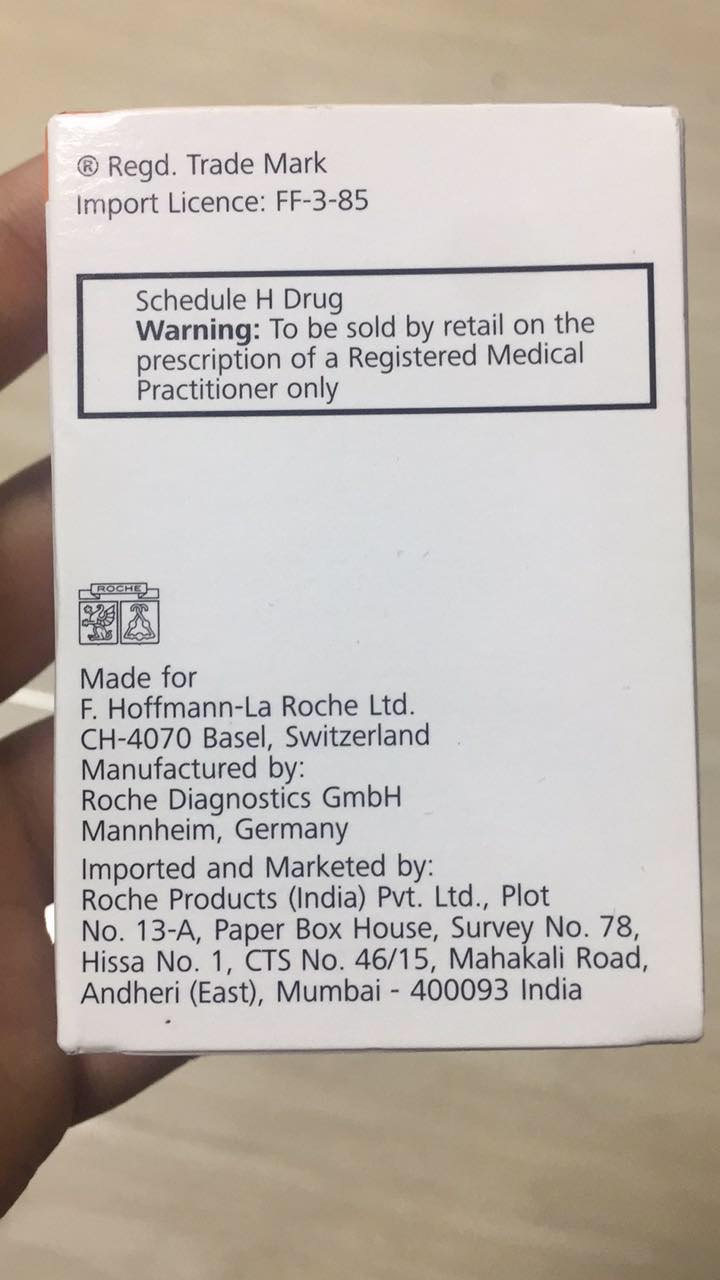 ® Regd. Trade Mark
Import Licence: FF-3-85
Schedule H Drug
Warning: To be sold by retail on the
prescription of a Registered Medical
Practitioner only
ROCHE
Made for
F. Hoffmann-La Roche Ltd.
CH-4070 Basel, Switzerland
Manufactured by:
Roche Diagnostics GmbH
Mannheim, Germany
Imported and Marketed by:
Roche Products (India) Pvt. Ltd., Plot
No. 13-A, Paper Box House, Survey No. 78,
Hissa No. 1, CTS No. 46/15, Mahakali Road,
Andheri (East), Mumbai - 400093 India